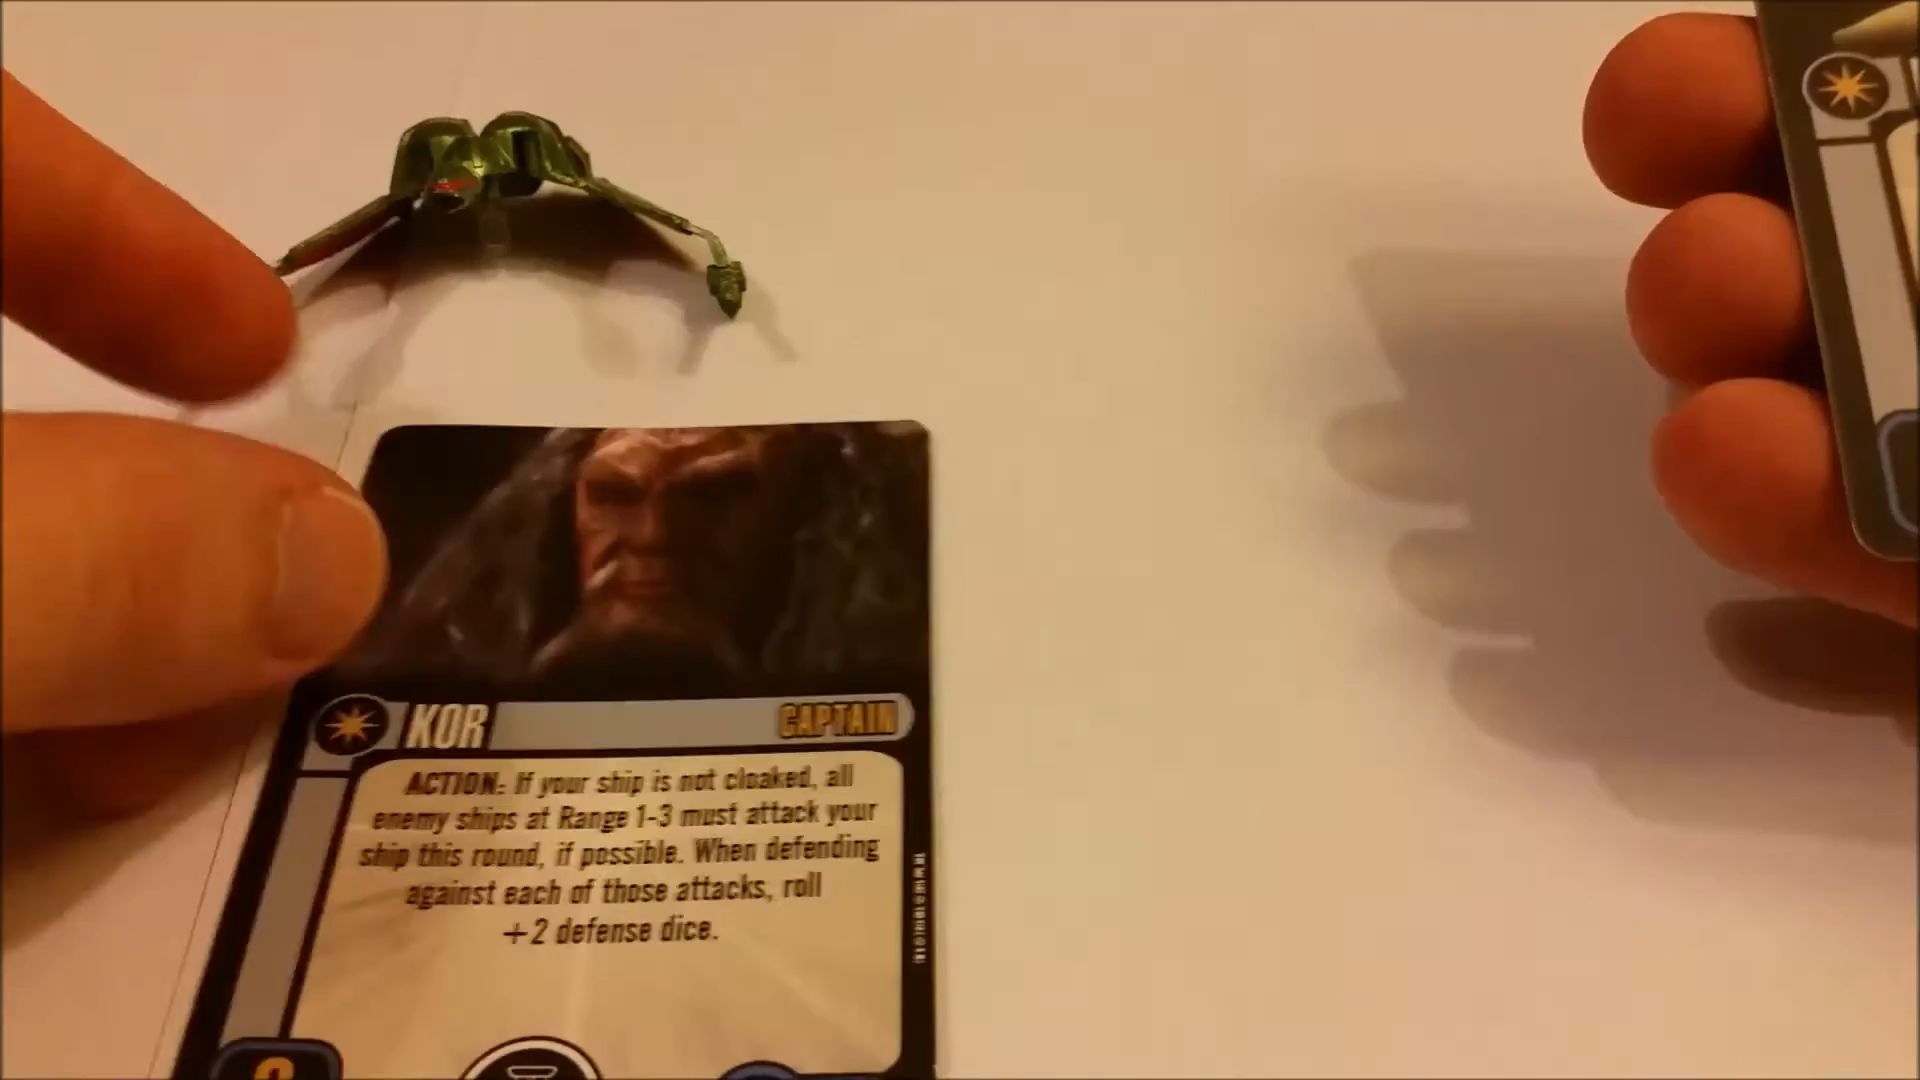 KOR CAPTAIN
ACTION: If your ship is not cloaked, all
enemy ships at Range 1-3 must attack your
ship this round, if possible. When defending
against each of those attacks, roll
+2 defense dice.